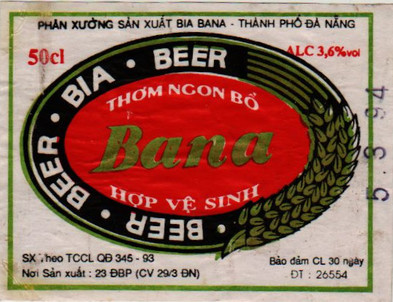 PHÂN XƯỞNG SẢN XUẤT BIA BANA - THÀNH PHỐ ĐÀ NẴNG
50cl
ALC 3,6%vol
BEER • BIA • BEER
THƠM NGON BỔ
Bana
HỢP VỆ SINH
• BEER •
5 3 94
SX Theo TCCL QĐ 345 - 93
Nơi Sản xuất : 23 ĐBP (CV 29/3 ĐN)
Bảo đảm CL 30 ngày
ĐT : 26554